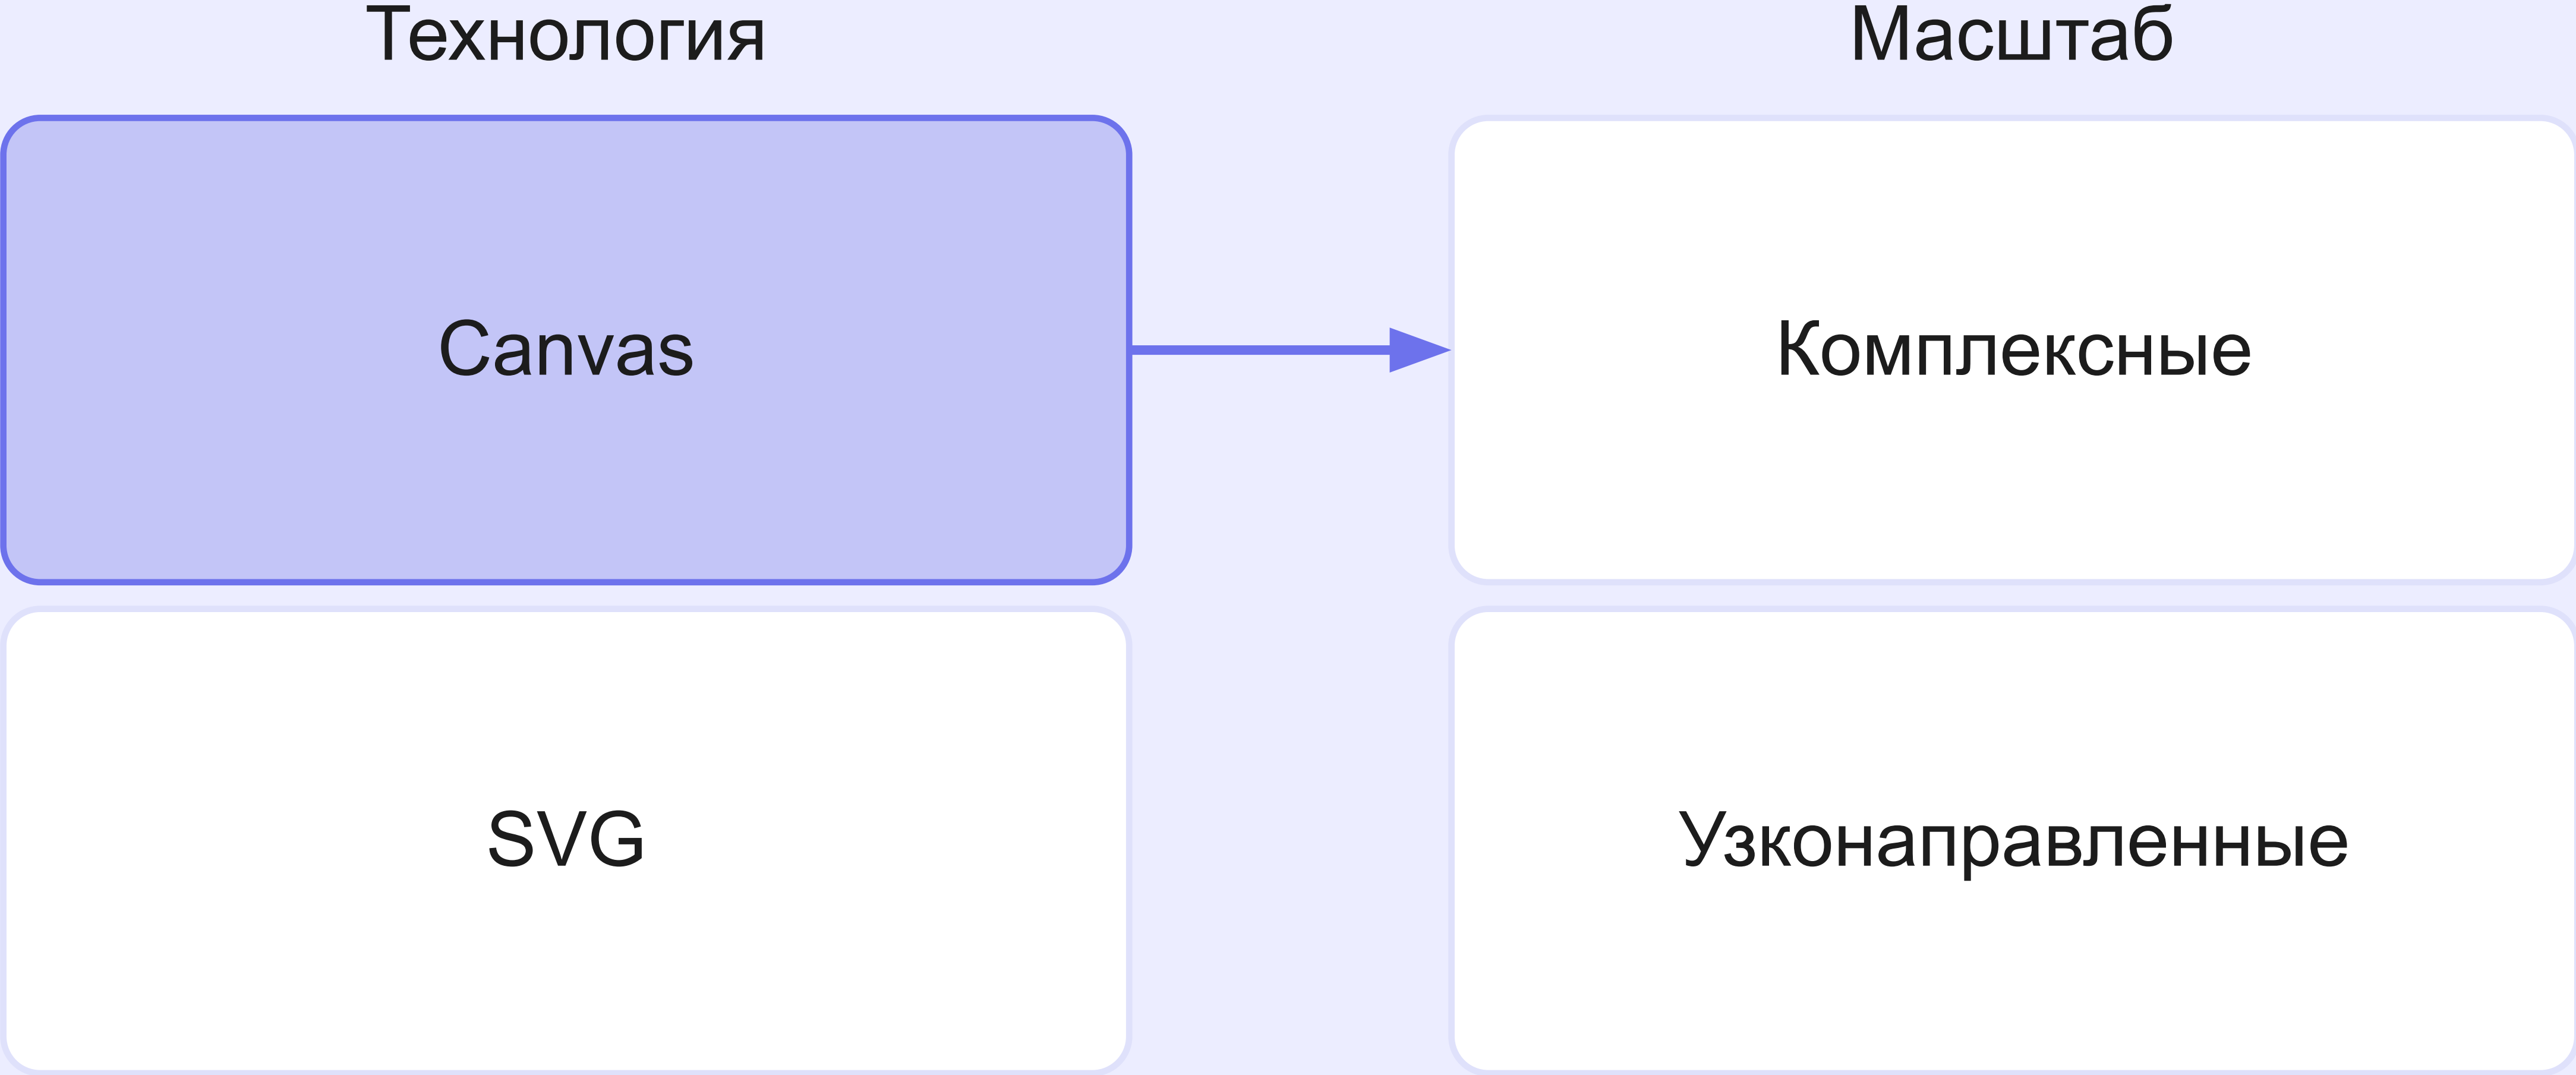 Технология
Масштаб
Canvas
Комплексные
SVG
Узконаправленные